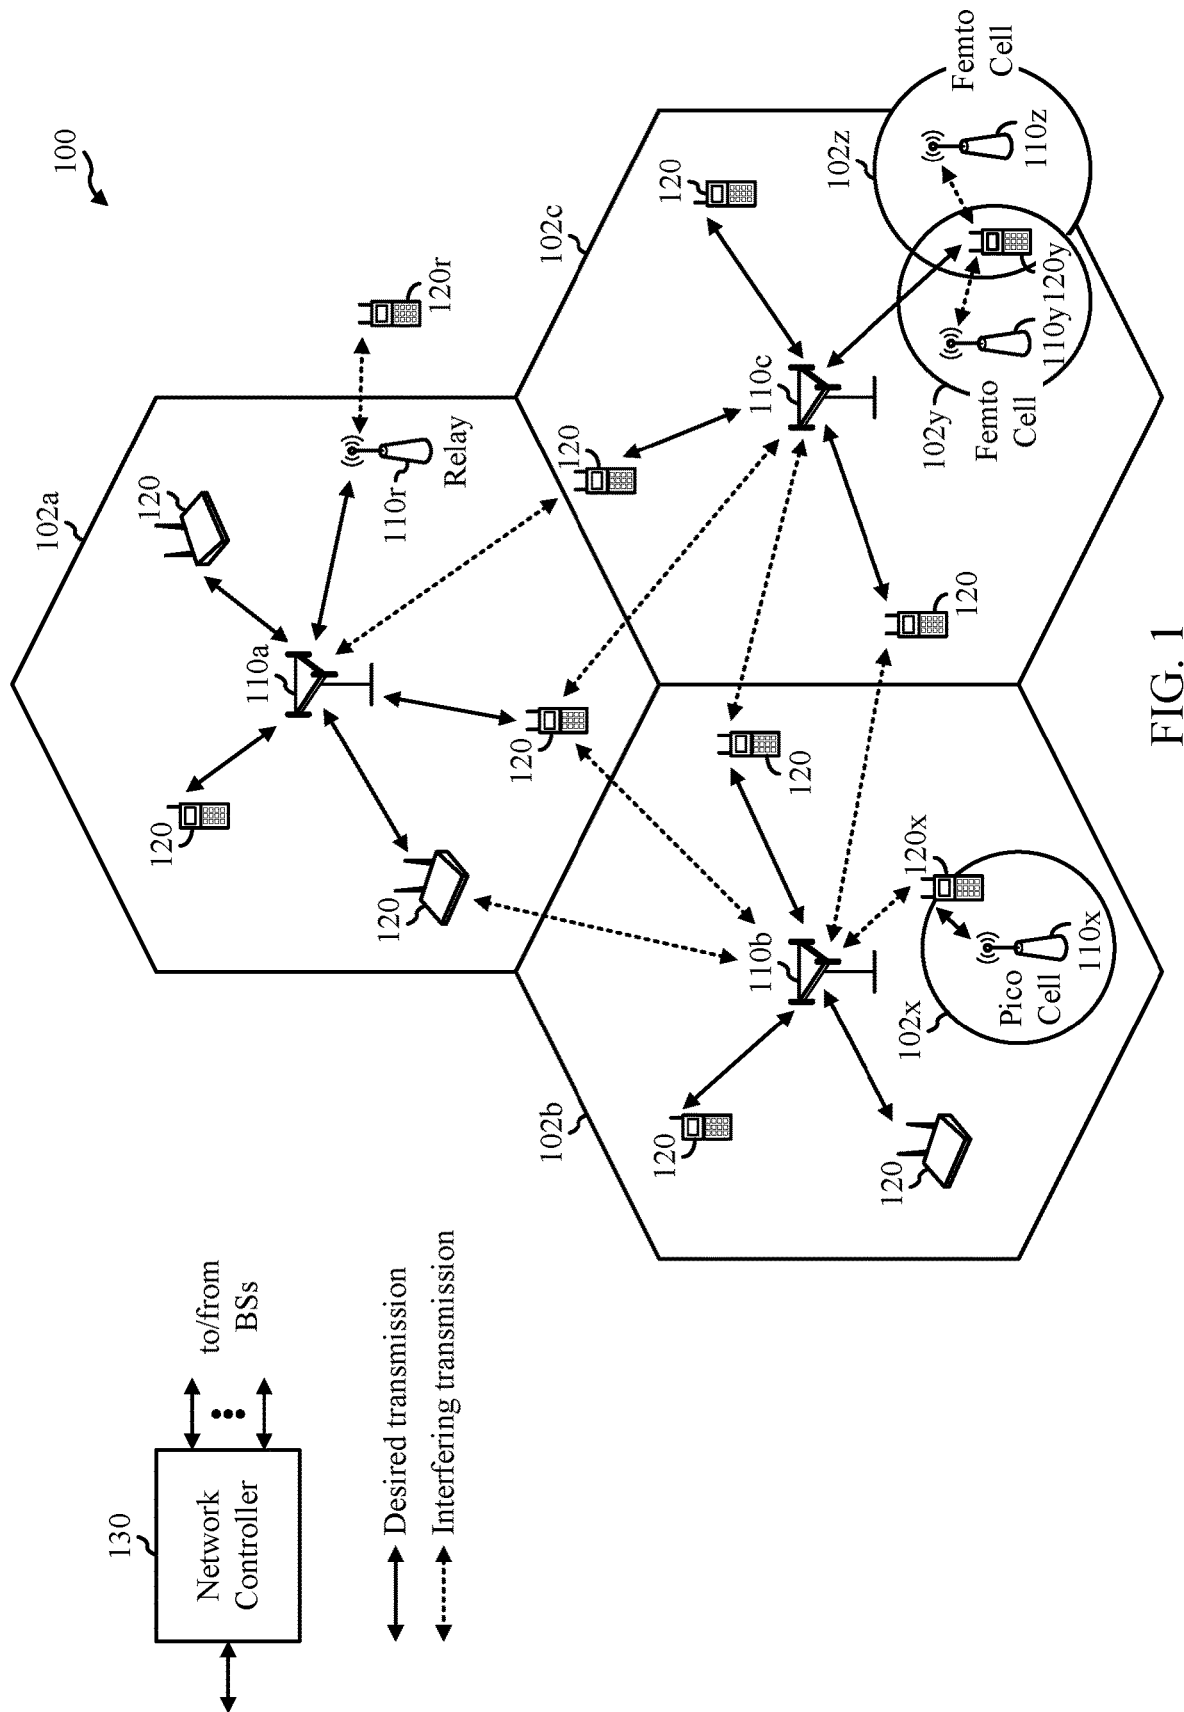 100
130
Network
Controller
to/from
BSs
Desired transmission
Interfering transmission
102a
120
120
110a
120
110r
Relay
120r
120
102b
120
110b
120
120
120
102x
Pico
Cell
110x
120x
102c
120
120
110c
120
102y
Femto
Cell
110y
120y
102z
110z
Femto
Cell
FIG. 1